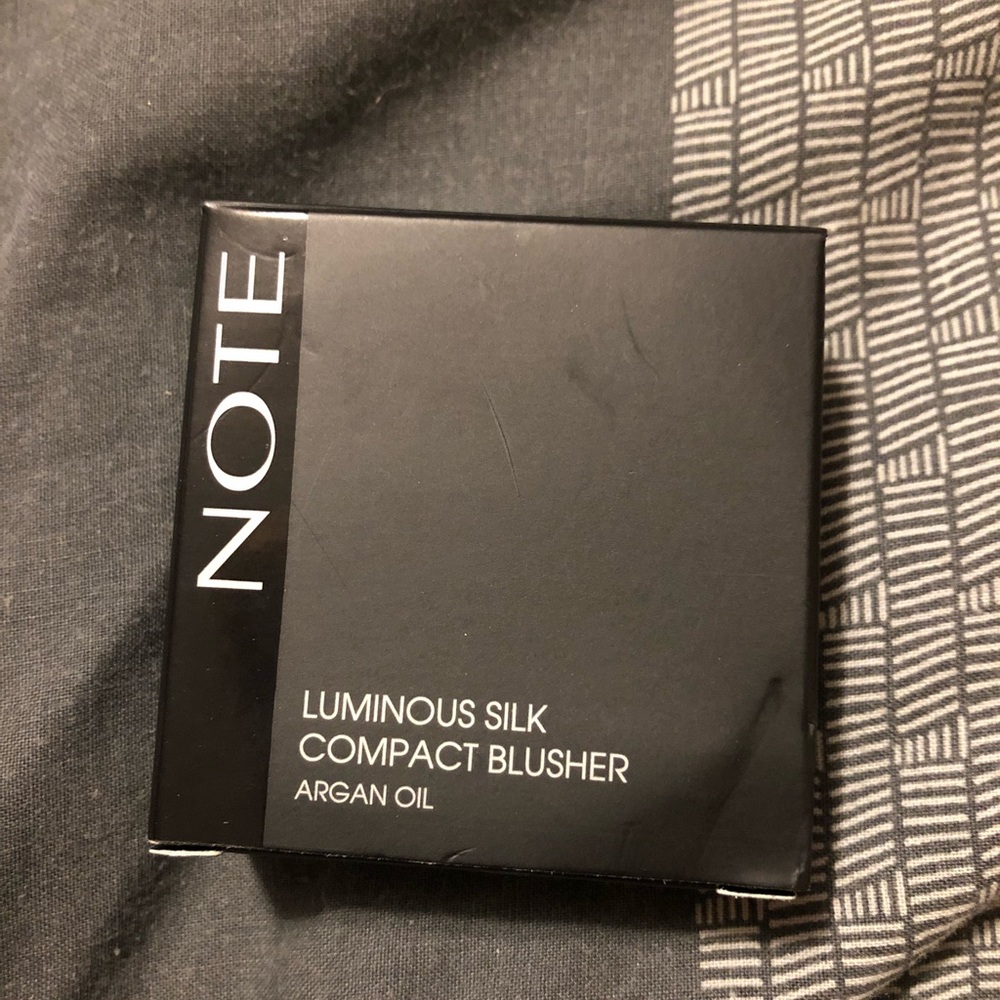 NOTE
LUMINOUS SILK
COMPACT BLUSHER
ARGAN OIL